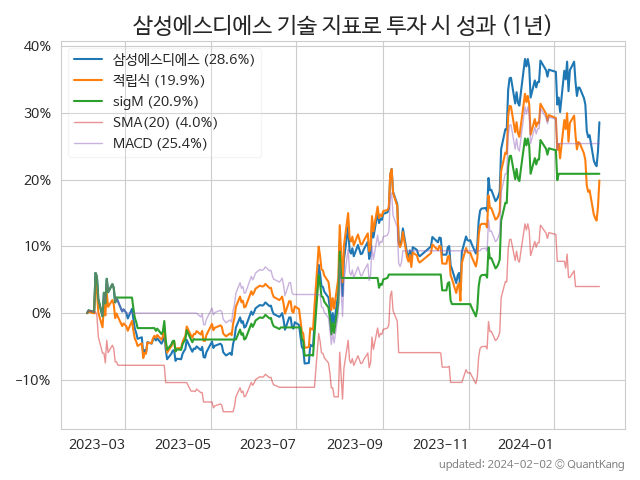 삼성에스디에스 기술 지표로 투자 시 성과 (1년)
40%
30%
20%
10%
0%
−10%
삼성에스디에스 (28.6%)
적립식 (19.9%)
sigM (20.9%)
SMA(20) (4.0%)
MACD (25.4%)
2023-03 2023-05 2023-07 2023-09 2023-11 2024-01
updated: 2024-02-02 © QuantKang